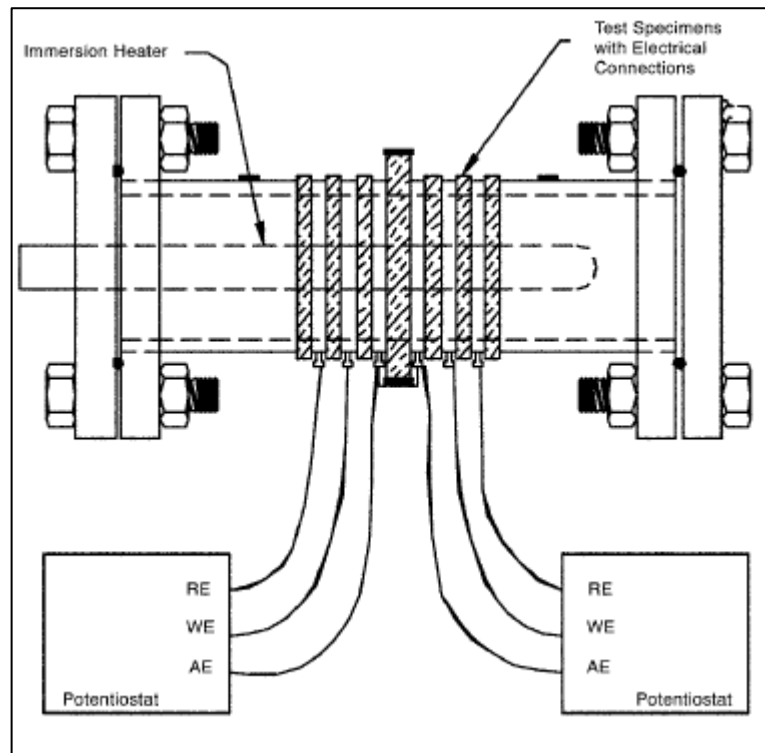 Immersion Heater
Test Specimens
with Electrical
Connections
RE
WE
AE
Potentiostat
RE
WE
AE
Potentiostat